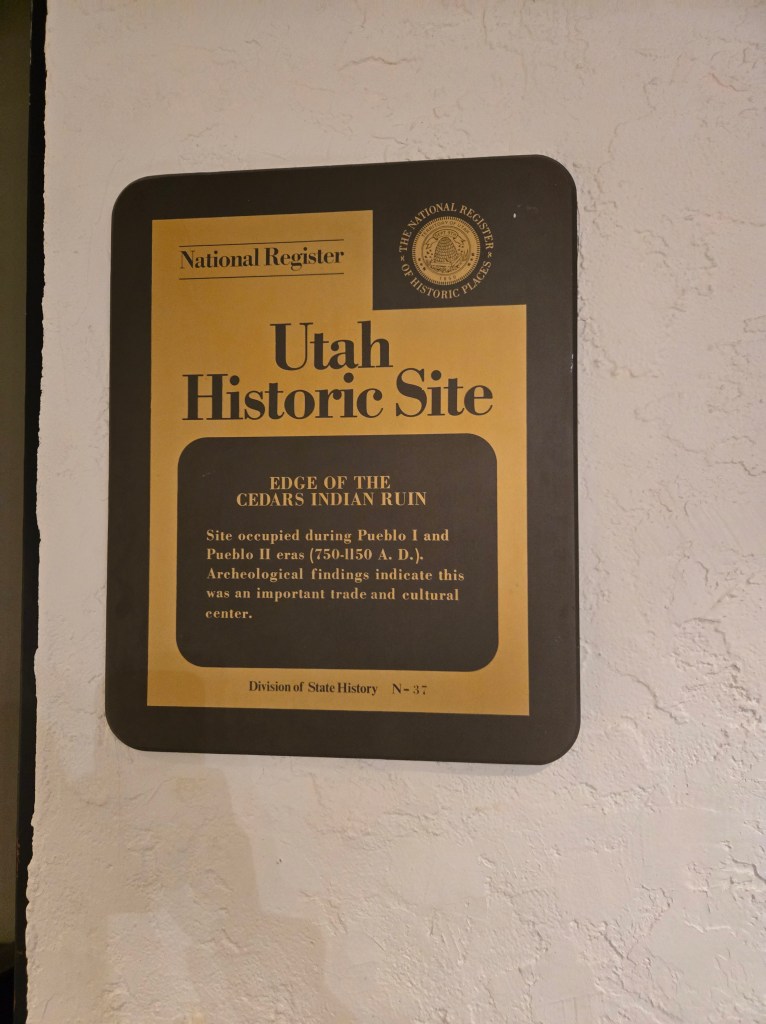 National Register
THE NATIONAL REGISTER
OF HISTORIC PLACES
Utah
Historic Site
EDGE OF THE
CEDARS INDIAN RUIN
Site occupied during Pueblo I and
Pueblo II eras (750-1150 A. D.).
Archeological findings indicate this
was an important trade and cultural
center.
Division of State History N-37